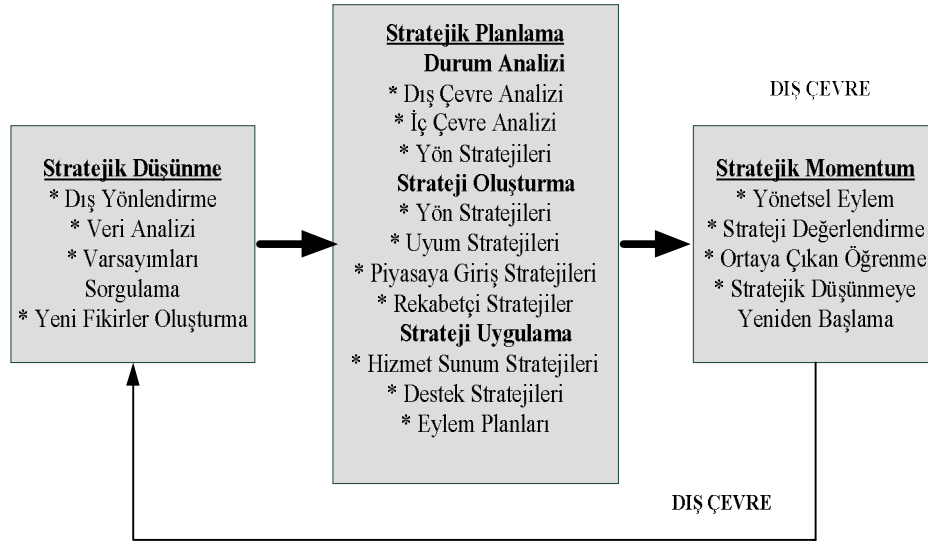 Stratejik Düşünme
* Dış Yönlendirme
* Veri Analizi
* Varsayımları
Sorgulama
* Yeni Fikirler Oluşturma
Stratejik Planlama
Durum Analizi
* Dış Çevre Analizi
* İç Çevre Analizi
* Yön Stratejileri
Strateji Oluşturma
* Yön Stratejileri
* Uyum Stratejileri
* Piyasaya Giriş Stratejileri
* Rekabetçi Stratejiler
Strateji Uygulama
* Hizmet Sunum Stratejileri
* Destek Stratejileri
* Eylem Planları
DIŞ ÇEVRE
Stratejik Momentum
* Yönetsel Eylem
* Strateji Değerlendirme
* Ortaya Çıkan Öğrenme
* Stratejik Düşünmeye
Yeniden Başlama
DIŞ ÇEVRE